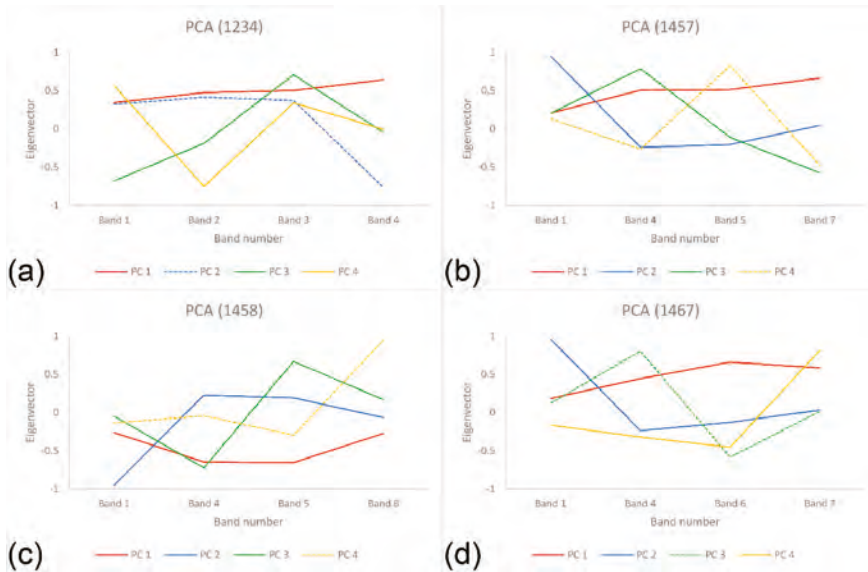 PCA (1234)
1
0.5
0
-0.5
-1
Eigenvector
Band 1 Band 2 Band 3 Band 4
Band number
(a)
PC 1 PC 2 PC 3 PC 4
PCA (1457)
1
0.5
0
-0.5
-1
Eigenvector
Band 1 Band 4 Band 5 Band 7
Band number
(b)
PC 1 PC 2 PC 3 PC 4
PCA (1458)
1
0.5
0
-0.5
-1
Eigenvector
Band 1 Band 4 Band 5 Band 8
Band number
(c)
PC 1 PC 2 PC 3 PC 4
PCA (1467)
1
0.5
0
-0.5
-1
Eigenvector
Band 1 Band 4 Band 6 Band 7
Band number
(d)
PC 1 PC 2 PC 3 PC 4